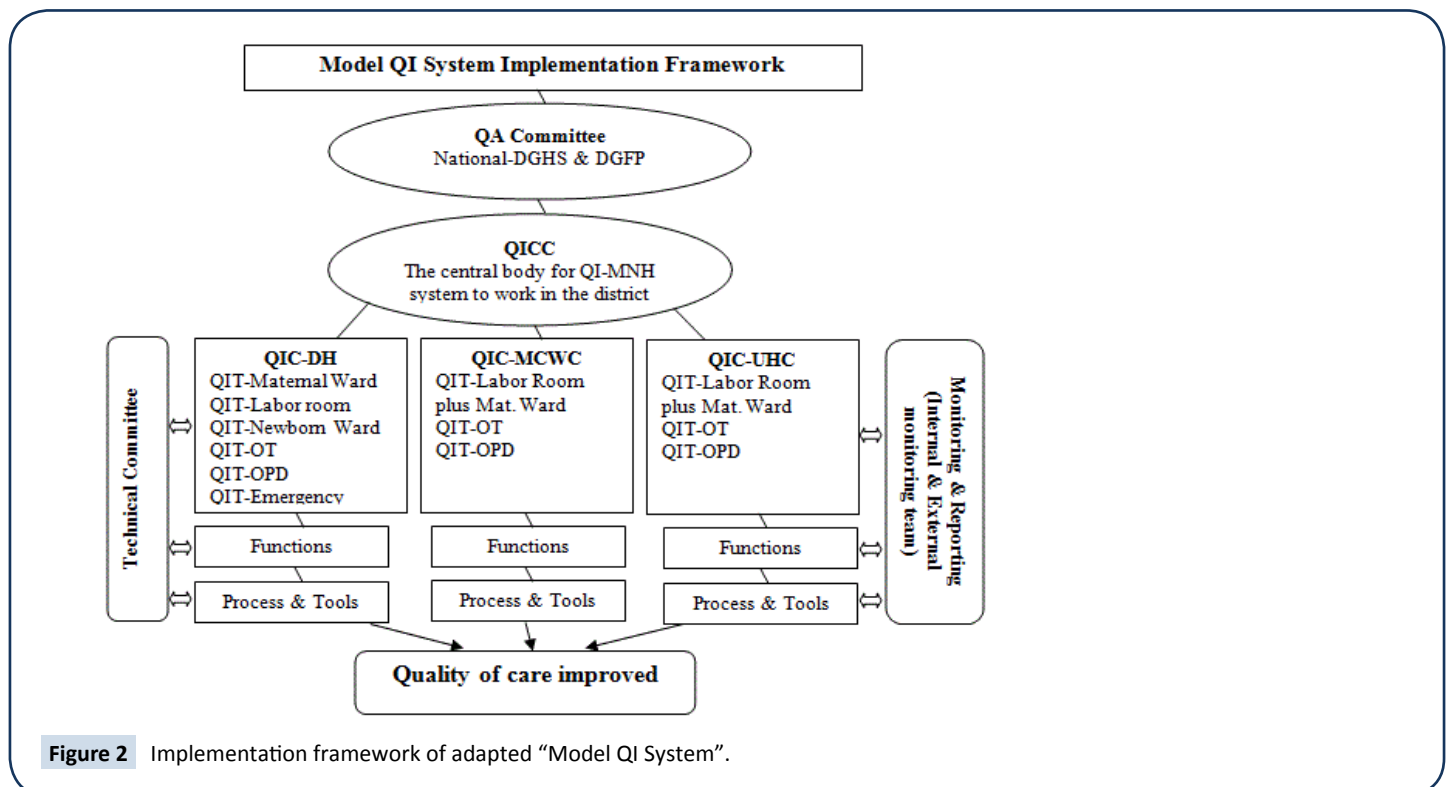 Model QI System Implementation Framework
QA Committee
National-DGHS & DGFP
QICC
The central body for QI-MNH
system to work in the district
Technical Committee
QIC-DH
QIT-Maternal Ward
QIT-Labor room
QIT-Newborn Ward
QIT-OT
QIT-OPD
QIT-Emergency
Functions
Process & Tools
QIC-MCWC
QIT-Labor Room
plus Mat. Ward
QIT-OT
QIT-OPD
Functions
Process & Tools
QIC-UHC
QIT-Labor Room
plus Mat. Ward
QIT-OT
QIT-OPD
Functions
Process & Tools
Monitoring & Reporting
(Internal & External
monitoring team)
Quality of care improved
Figure 2 Implementation framework of adapted “Model QI System”.